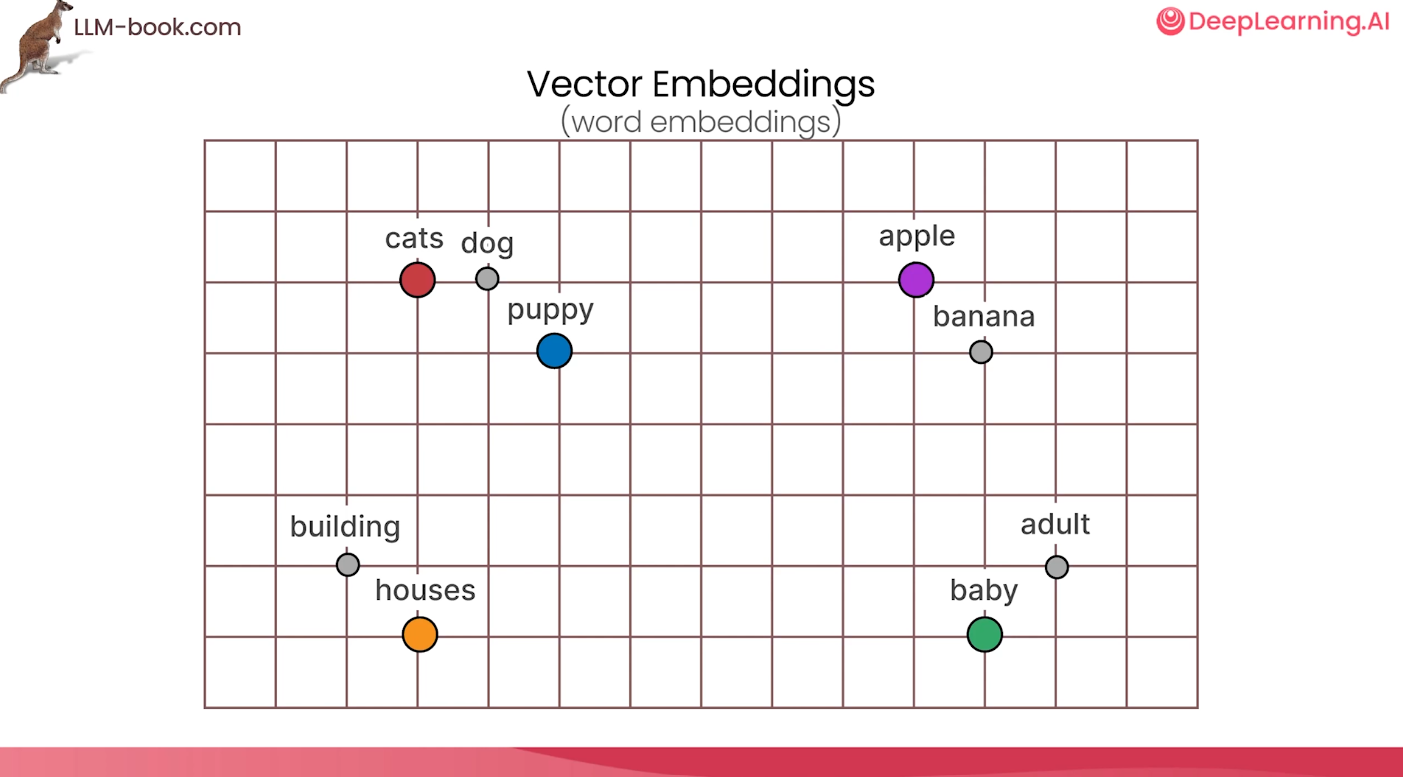 LLM-book.com
DeepLearning.AI
Vector Embeddings
(word embeddings)
cats
dog
apple
puppy
banana
building
adult
houses
baby